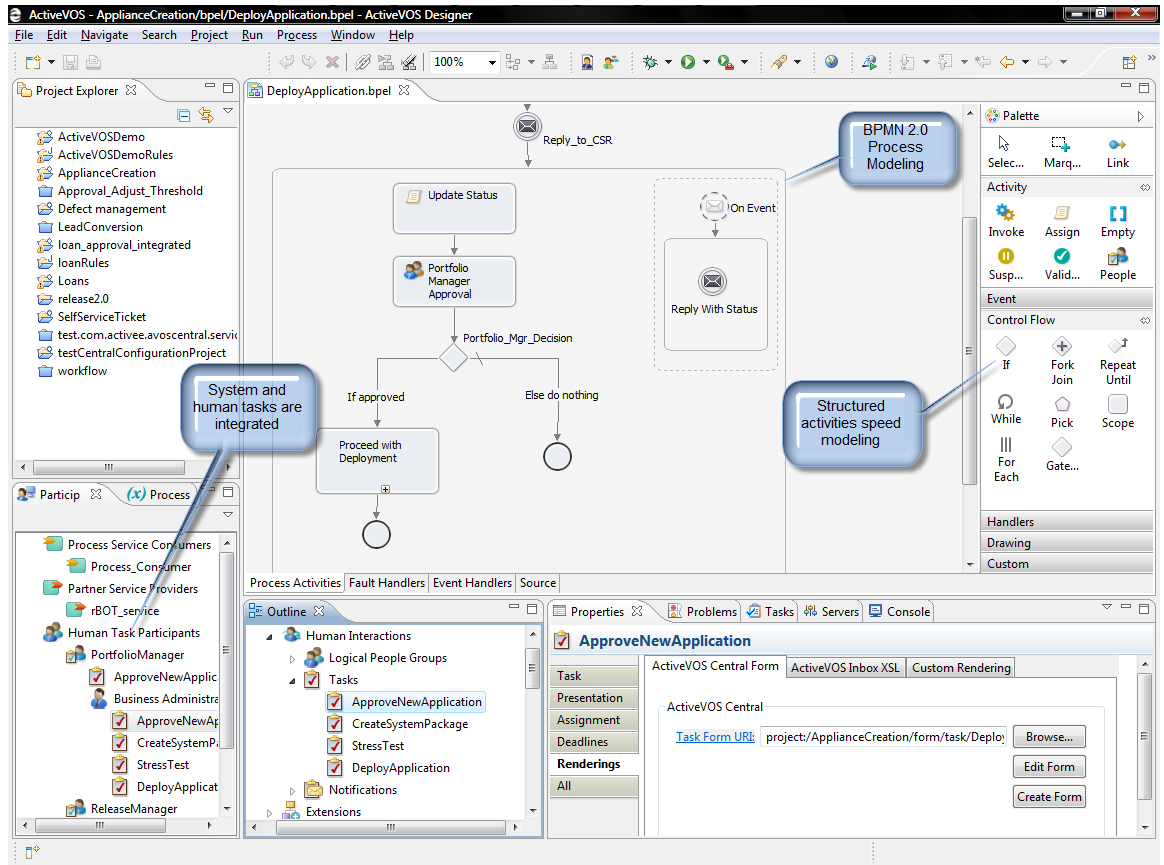 ActiveVOS - ApplianceCreation/bpel/DeployApplication.bpel - ActiveVOS Designer
File Edit Navigate Search Project Run Process Window Help
100%
Project Explorer
ActiveVOSDemo
ActiveVOSDemoRules
ApplianceCreation
Approval_Adjust_Threshold
Defect management
LeadConversion
loan_approval_integrated
loanRules
Loans
release2.0
SelfServiceTicket
test.com.activee.avoscentral.servic
testCentralConfigurationProject
workflow
System and
human tasks are
integrated
DeployApplication.bpel
Reply_to_CSR
Update Status
Portfolio
Manager
Approval
Portfolio_Mgr_Decision
If approved
Else do nothing
Proceed with
Deployment
On Event
Reply With Status
BPMN 2.0
Process
Modeling
Structured
activities speed
modeling
Process Activities Fault Handlers Event Handlers Source
Palette
Selec... Marq... Link
Activity
Invoke Assign Empty
Susp... Valid... People
Event
Control Flow
If Fork Repeat
Join Until
While Pick Scope
For Gate...
Each
Handlers
Drawing
Custom
Particip (x) Process
Process Service Consumers
Process_Consumer
Partner Service Providers
rBOT_service
Human Task Participants
PortfolioManager
ApproveNewApplic
Business Administra
ApproveNewAp
CreateSystemP
StressTest
DeployApplicat
ReleaseManager
Outline
Human Interactions
Logical People Groups
Tasks
ApproveNewApplication
CreateSystemPackage
StressTest
DeployApplication
Notifications
Extensions
Properties Problems Tasks Servers Console
ApproveNewApplication
Task
Presentation
Assignment
Deadlines
Renderings
All
ActiveVOS Central Form ActiveVOS Inbox XSL Custom Rendering
ActiveVOS Central
Task Form URI: project:/ApplianceCreation/form/task/Deploy Browse...
Edit Form
Create Form